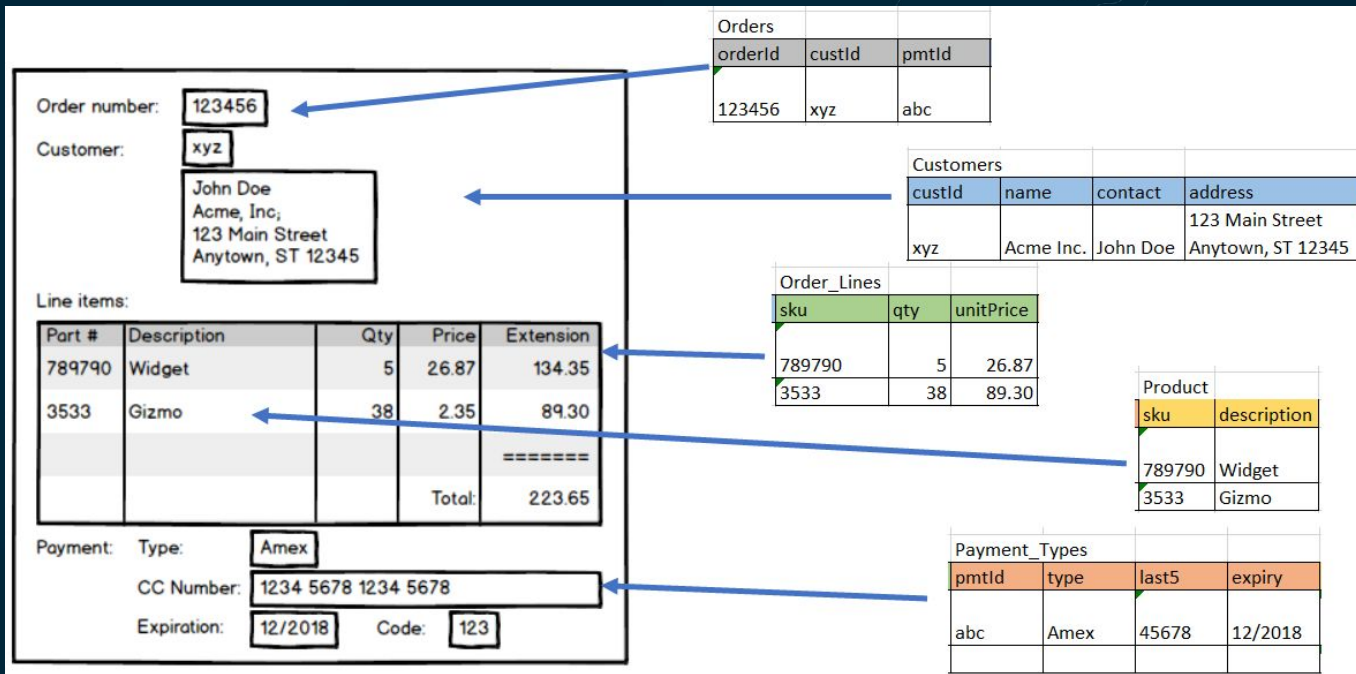 Order number: 123456
Customer: xyz
John Doe
Acme, Inc;
123 Main Street
Anytown, ST 12345
Line items:
Part # Description Qty Price Extension
789790 Widget 5 26.87 134.35
3533 Gizmo 38 2.35 89.30
=======
Total: 223.65
Payment: Type: Amex
CC Number: 1234 5678 1234 5678
Expiration: 12/2018 Code: 123
Orders
orderId custId pmtId
123456 xyz abc
Customers
custId name contact address
123 Main Street
xyz Acme Inc. John Doe Anytown, ST 12345
Order_Lines
sku qty unitPrice
789790 5 26.87
3533 38 89.30
Product
sku description
789790 Widget
3533 Gizmo
Payment_Types
pmtId type last5 expiry
abc Amex 45678 12/2018